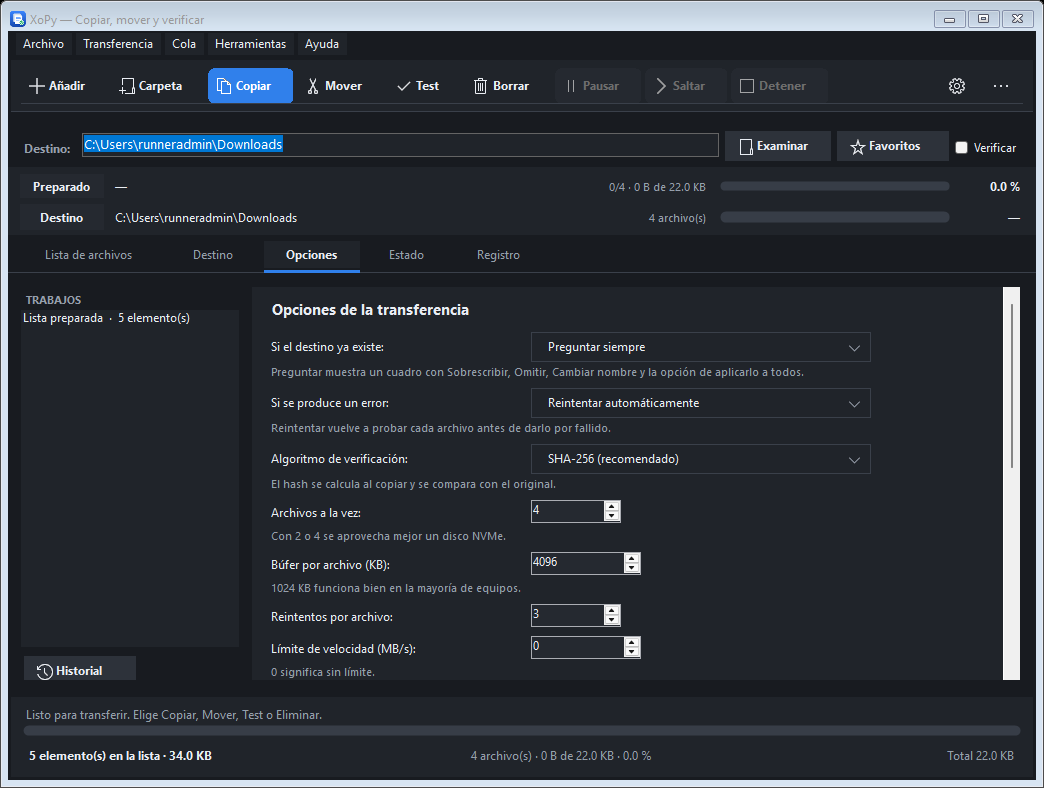 XoPy — Copiar, mover y verificar
Archivo Transferencia Cola Herramientas Ayuda
Añadir Carpeta Copiar Mover Test Borrar Pausar Saltar Detener ...
Destino: C:\Users\runneradmin\Downloads Examinar Favoritos Verificar
Preparado — 0/4 · 0 B de 22.0 KB 0.0 %
Destino C:\Users\runneradmin\Downloads 4 archivo(s) —
Lista de archivos Destino Opciones Estado Registro
TRABAJOS
Lista preparada · 5 elemento(s)
Opciones de la transferencia
Si el destino ya existe: Preguntar siempre
Preguntar muestra un cuadro con Sobrescribir, Omitir, Cambiar nombre y la opción de aplicarlo a todos.
Si se produce un error: Reintentar automáticamente
Reintentar vuelve a probar cada archivo antes de darlo por fallido.
Algoritmo de verificación: SHA-256 (recomendado)
El hash se calcula al copiar y se compara con el original.
Archivos a la vez: 4
Con 2 o 4 se aprovecha mejor un disco NVMe.
Búfer por archivo (KB): 4096
1024 KB funciona bien en la mayoría de equipos.
Reintentos por archivo: 3
Límite de velocidad (MB/s): 0
0 significa sin límite.
Historial
Listo para transferir. Elige Copiar, Mover, Test o Eliminar.
5 elemento(s) en la lista · 34.0 KB 4 archivo(s) · 0 B de 22.0 KB · 0.0 % Total 22.0 KB